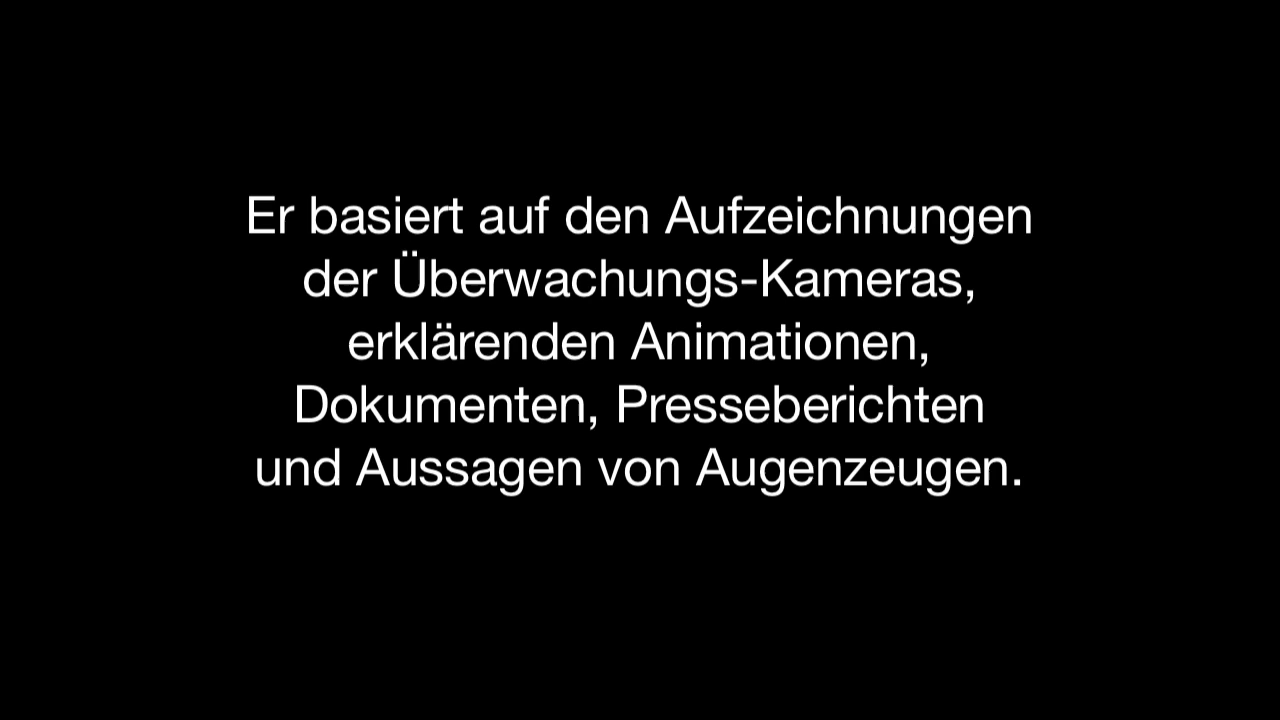 Er basiert auf den Aufzeichnungen
der Überwachungs-Kameras,
erklärenden Animationen,
Dokumenten, Presseberichten
und Aussagen von Augenzeugen.